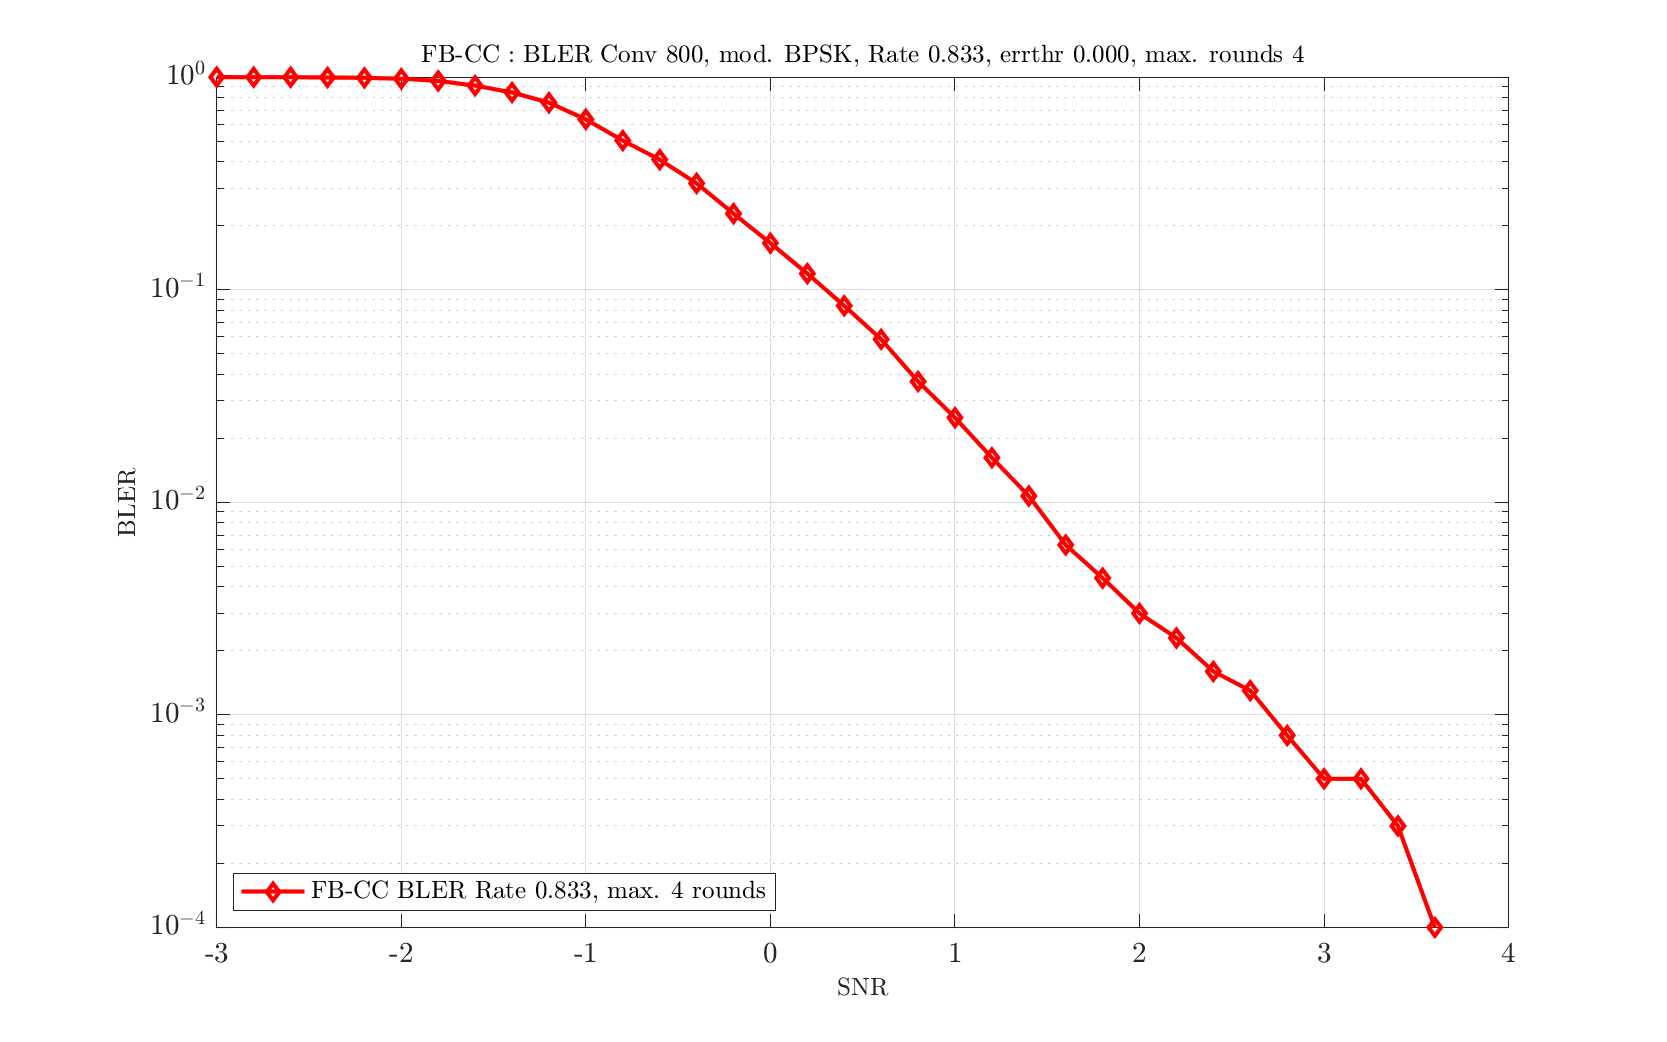 FB-CC : BLER Conv 800, mod. BPSK, Rate 0.833, errthr 0.000, max. rounds 4
10⁰
10⁻¹
10⁻²
10⁻³
10⁻⁴
BLER
FB-CC BLER Rate 0.833, max. 4 rounds
-3 -2 -1 0 1 2 3 4
SNR